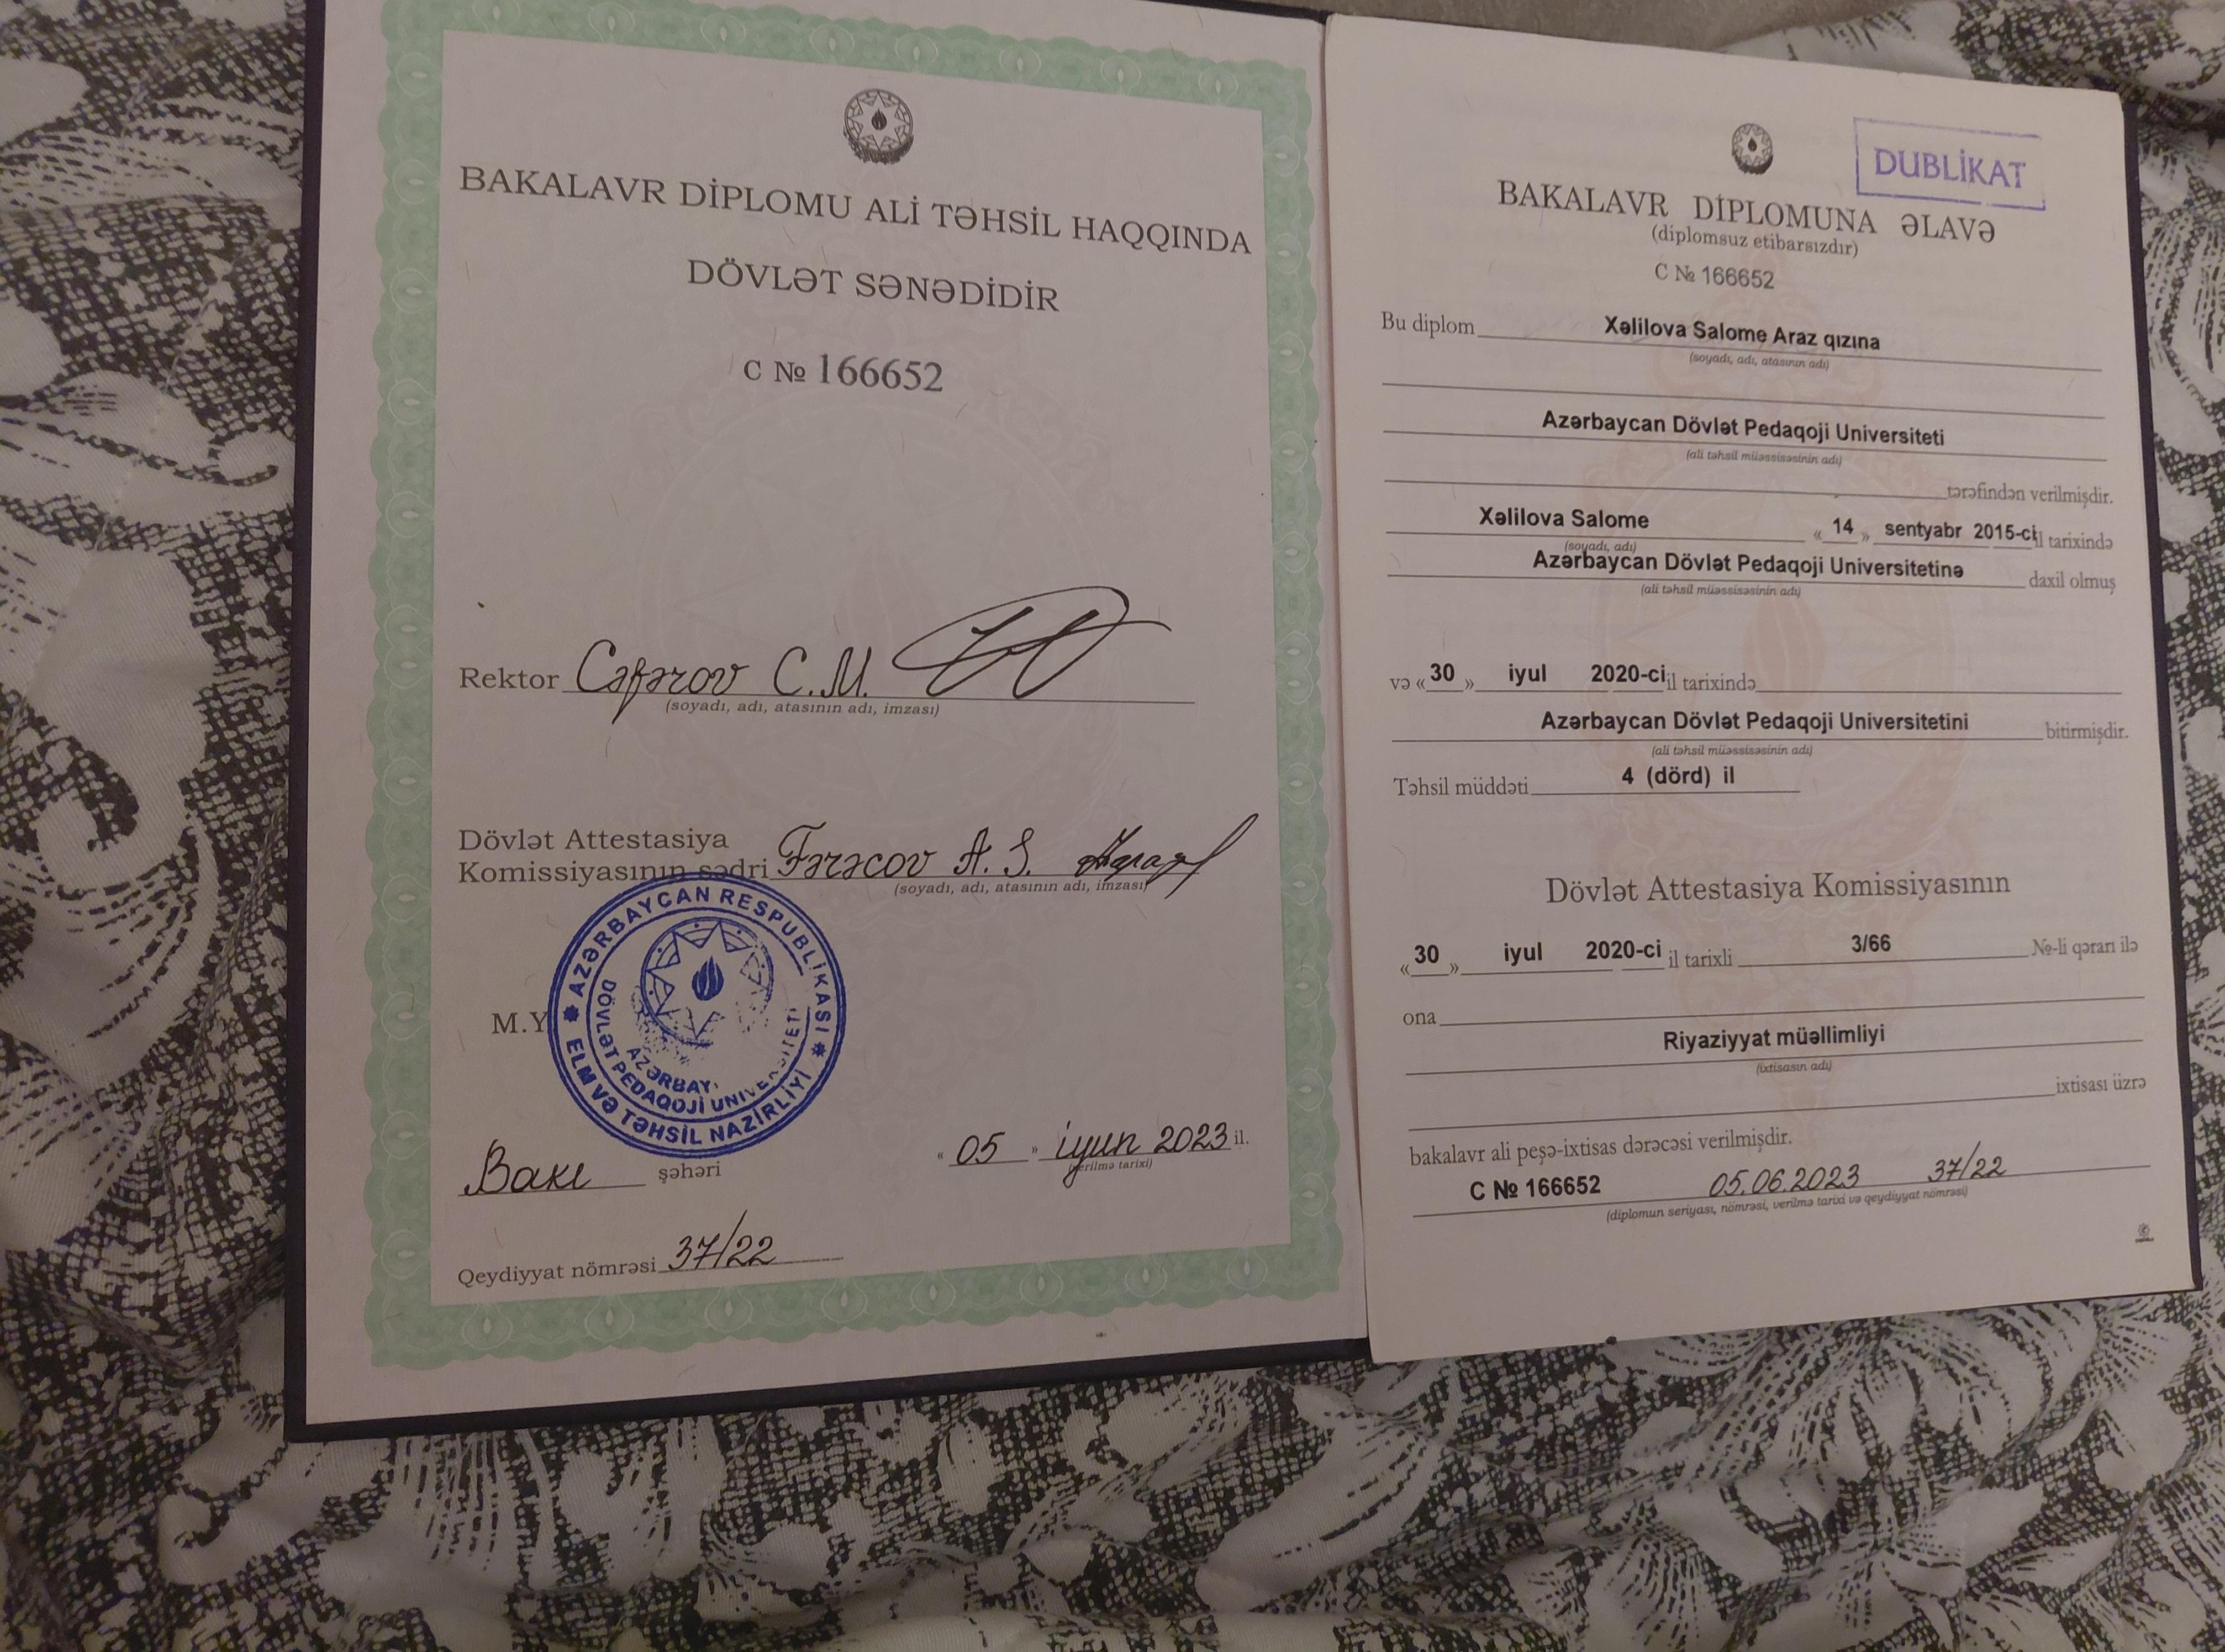 BAKALAVR DİPLOMU ALİ TƏHSİL HAQQINDA
DÖVLƏT SƏNƏDİDİR
C № 166652
Rektor Cəfərov C.M.
(soyadı, adı, atasının adı, imzası)
Dövlət Attestasiya
Komissiyasının sədri Fərəcov A.S.
(soyadı, adı, atasının adı, imzası)
M.Y
AZƏRBAYCAN RESPUBLİKASI
ELM VƏ TƏHSİL NAZİRLİYİ
DÖVLƏT PEDAQOJİ UNİVERSİTETİ
Bakı şəhəri « 05 » iyun 2023 il.
(verilmə tarixi)
Qeydiyyat nömrəsi 37/22
DUBLİKAT
BAKALAVR DİPLOMUNA ƏLAVƏ
(diplomsuz etibarsızdır)
C № 166652
Bu diplom Xəlilova Salome Araz qızına
(soyadı, adı, atasının adı)
Azərbaycan Dövlət Pedaqoji Universiteti
(ali təhsil müəssisəsinin adı)
tərəfindən verilmişdir.
Xəlilova Salome « 14 » sentyabr 2015-ci il tarixində
(soyadı, adı)
Azərbaycan Dövlət Pedaqoji Universitetinə daxil olmuş
(ali təhsil müəssisəsinin adı)
və « 30 » iyul 2020-ci il tarixində
Azərbaycan Dövlət Pedaqoji Universitetini bitirmişdir.
(ali təhsil müəssisəsinin adı)
Təhsil müddəti 4 (dörd) il
Dövlət Attestasiya Komissiyasının
« 30 » iyul 2020-ci il tarixli 3/66 №-li qərarı ilə
ona
Riyaziyyat müəllimliyi
(ixtisasın adı)
ixtisası üzrə
bakalavr ali peşə-ixtisas dərəcəsi verilmişdir.
C № 166652 05.06.2023 37/22
(diplomun seriyası, nömrəsi, verilmə tarixi və qeydiyyat nömrəsi)